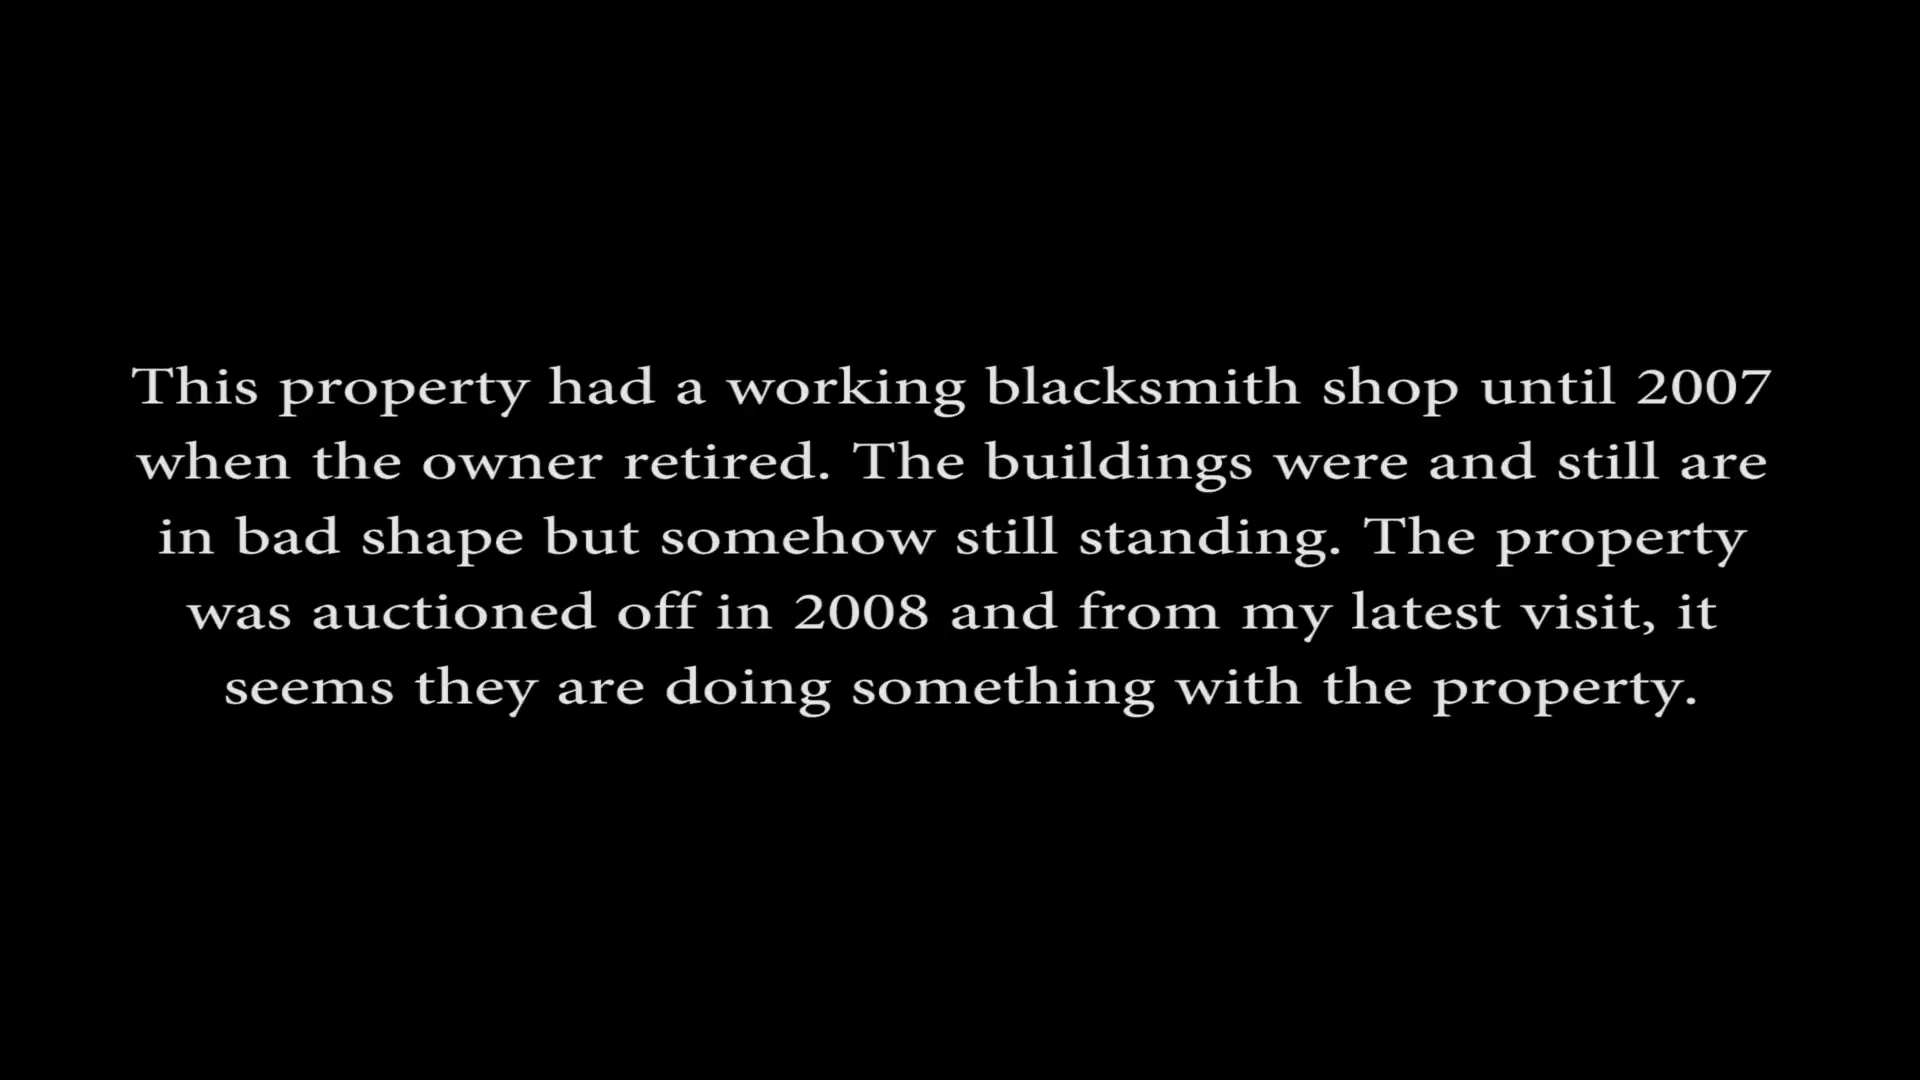 This property had a working blacksmith shop until 2007
when the owner retired. The buildings were and still are
in bad shape but somehow still standing. The property
was auctioned off in 2008 and from my latest visit, it
seems they are doing something with the property.